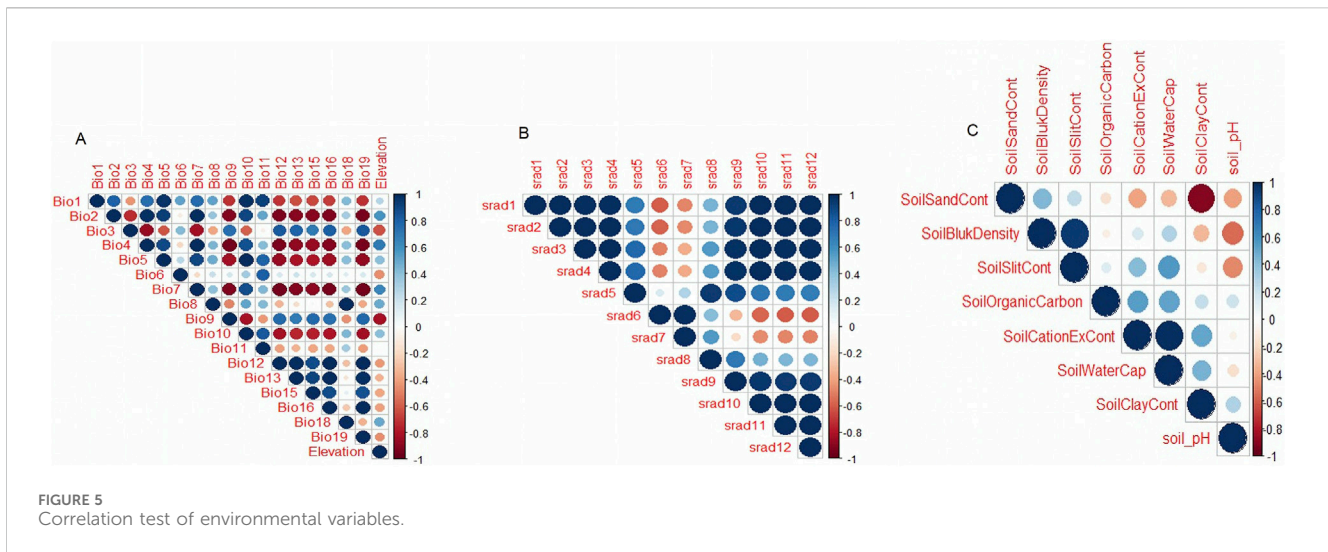 A
Bio1
Bio2
Bio3
Bio4
Bio5
Bio6
Bio7
Bio8
Bio9
Bio10
Bio11
Bio12
Bio13
Bio15
Bio16
Bio18
Bio19
Elevation
Bio1
Bio2
Bio3
Bio4
Bio5
Bio6
Bio7
Bio8
Bio9
Bio10
Bio11
Bio12
Bio13
Bio15
Bio16
Bio18
Bio19
Elevation
1
0.8
0.6
0.4
0.2
0
-0.2
-0.4
-0.6
-0.8
-1
B
srad1
srad2
srad3
srad4
srad5
srad6
srad7
srad8
srad9
srad10
srad11
srad12
srad1
srad2
srad3
srad4
srad5
srad6
srad7
srad8
srad9
srad10
srad11
srad12
1
0.8
0.6
0.4
0.2
0
-0.2
-0.4
-0.6
-0.8
-1
C
SoilSandCont
SoilBlukDensity
SoilSlitCont
SoilOrganicCarbon
SoilCationExCont
SoilWaterCap
SoilClayCont
soil_pH
SoilSandCont
SoilBlukDensity
SoilSlitCont
SoilOrganicCarbon
SoilCationExCont
SoilWaterCap
SoilClayCont
soil_pH
1
0.8
0.6
0.4
0.2
0
-0.2
-0.4
-0.6
-0.8
-1
FIGURE 5
Correlation test of environmental variables.